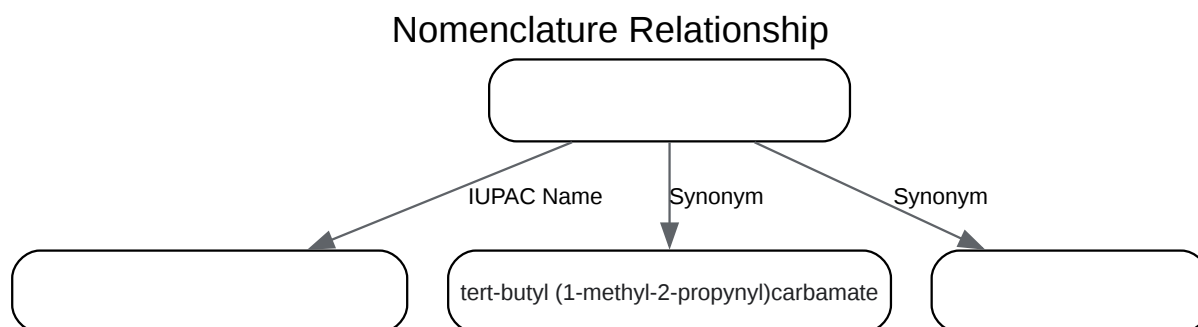 Nomenclature Relationship
IUPAC Name
Synonym
Synonym
tert-butyl (1-methyl-2-propynyl)carbamate